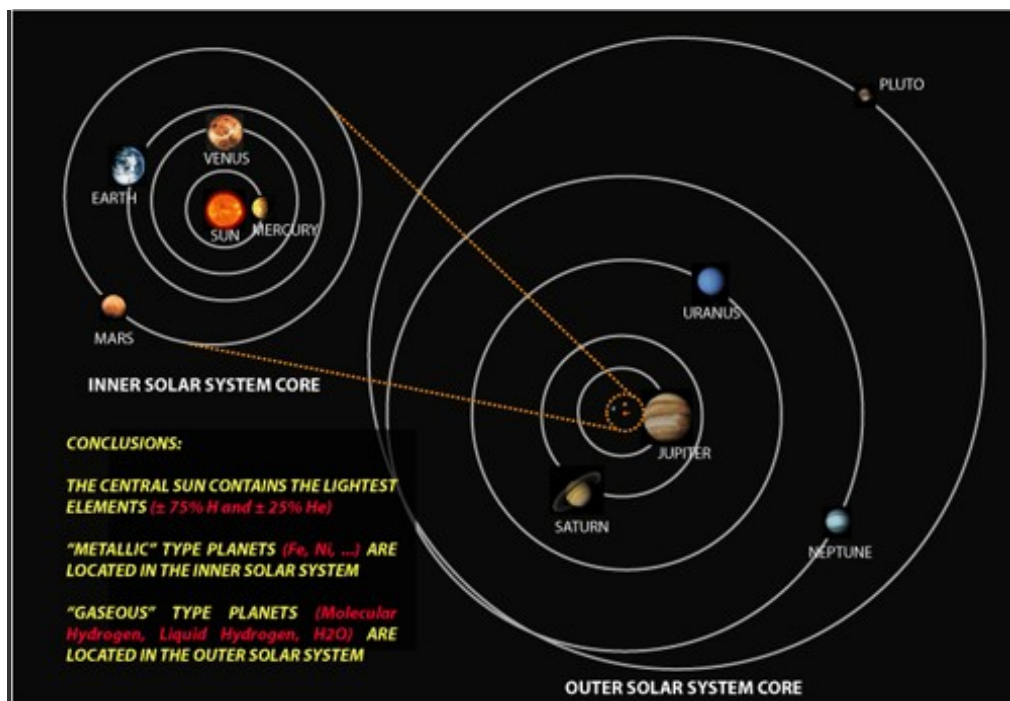 PLUTO
VENUS
EARTH
SUN
MERCURY
URANUS
MARS
INNER SOLAR SYSTEM CORE
JUPITER
CONCLUSIONS:
THE CENTRAL SUN CONTAINS THE LIGHTEST
ELEMENTS (± 75% H and ± 25% He)
SATURN
"METALLIC" TYPE PLANETS (Fe, Ni, ...) ARE
LOCATED IN THE INNER SOLAR SYSTEM
NEPTUNE
"GASEOUS" TYPE PLANETS (Molecular
Hydrogen, Liquid Hydrogen, H2O) ARE
LOCATED IN THE OUTER SOLAR SYSTEM
OUTER SOLAR SYSTEM CORE